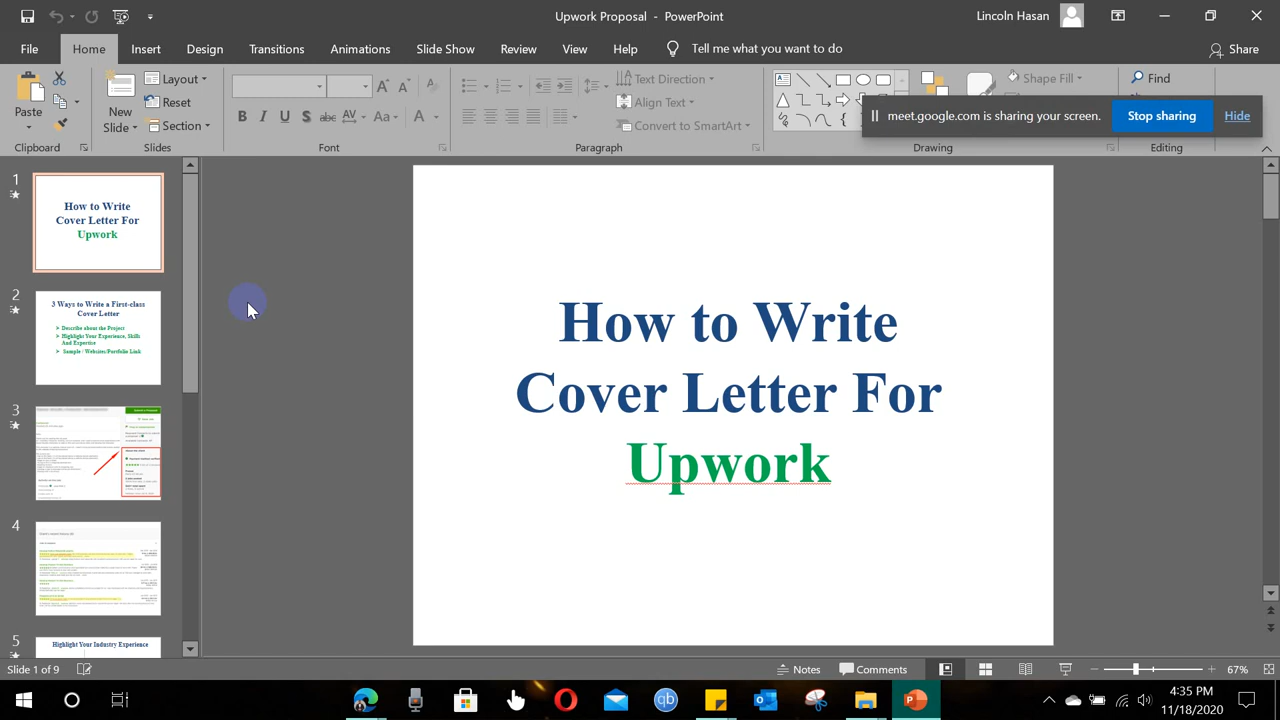 Upwork Proposal - PowerPoint
Lincoln Hasan
File Home Insert Design Transitions Animations Slide Show Review View Help Tell me what you want to do Share
Paste
New
Slide
Layout
Reset
Section
Text Direction
Align Text
Convert to SmartArt
Shape Fill
Find
meet.google.com is sharing your screen. Stop sharing Hide
Clipboard Slides Font Paragraph Drawing Editing
1
How to Write
Cover Letter For
Upwork
2
3 Ways to Write a First-class
Cover Letter
➢ Describe about the Project
➢ Highlight Your Experience, Skills
And Expertise
➢ Sample / Websites/Portfolio Link
3
4
5
Highlight Your Industry Experience
How to Write
Cover Letter For
Upwork
Slide 1 of 9 Notes Comments 67%
4:35 PM
11/18/2020